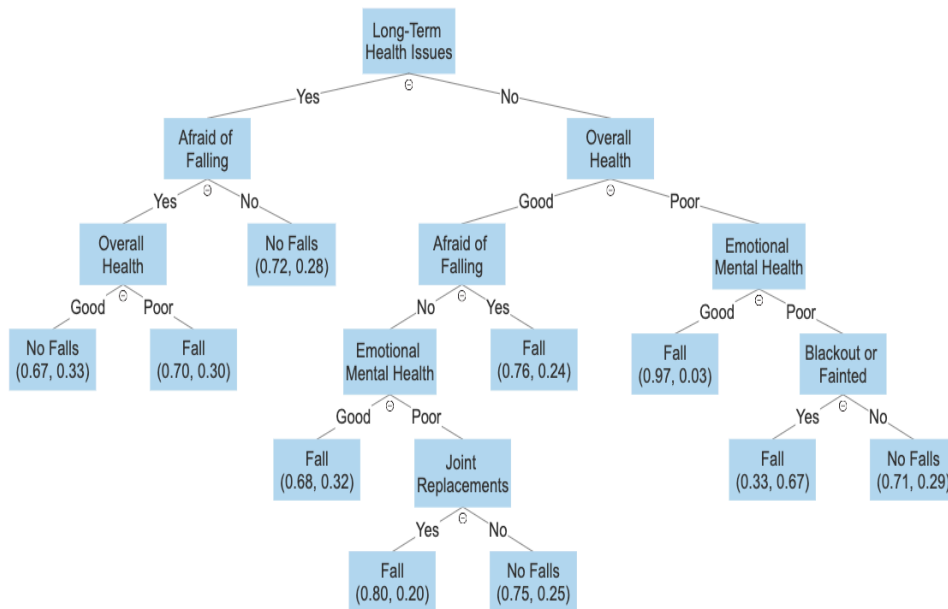 Long-Term
Health Issues
Yes
No
Afraid of
Falling
Overall
Health
Yes
No
Good
Poor
Overall
Health
No Falls
(0.72, 0.28)
Afraid of
Falling
Emotional
Mental Health
Good
Poor
No
Yes
Good
Poor
No Falls
(0.67, 0.33)
Fall
(0.70, 0.30)
Emotional
Mental Health
Fall
(0.76, 0.24)
Fall
(0.97, 0.03)
Blackout or
Fainted
Good
Poor
Yes
No
Fall
(0.68, 0.32)
Joint
Replacements
Fall
(0.33, 0.67)
No Falls
(0.71, 0.29)
Yes
No
Fall
(0.80, 0.20)
No Falls
(0.75, 0.25)